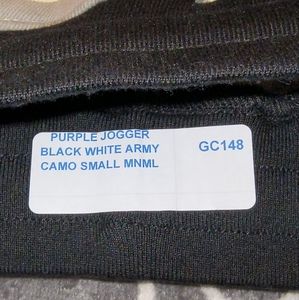 PURPLE JOGGER
BLACK WHITE ARMY GC148
CAMO SMALL MNML